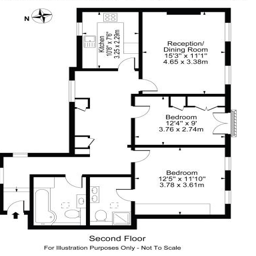 N
Kitchen
10'8" x 7'6"
3.25 x 2.29m
Reception/
Dining Room
15'3" x 11'1"
4.65 x 3.38m
Bedroom
12'4" x 9'
3.76 x 2.74m
Bedroom
12'5" x 11'10"
3.78 x 3.61m
Second Floor
For Illustration Purposes Only - Not To Scale